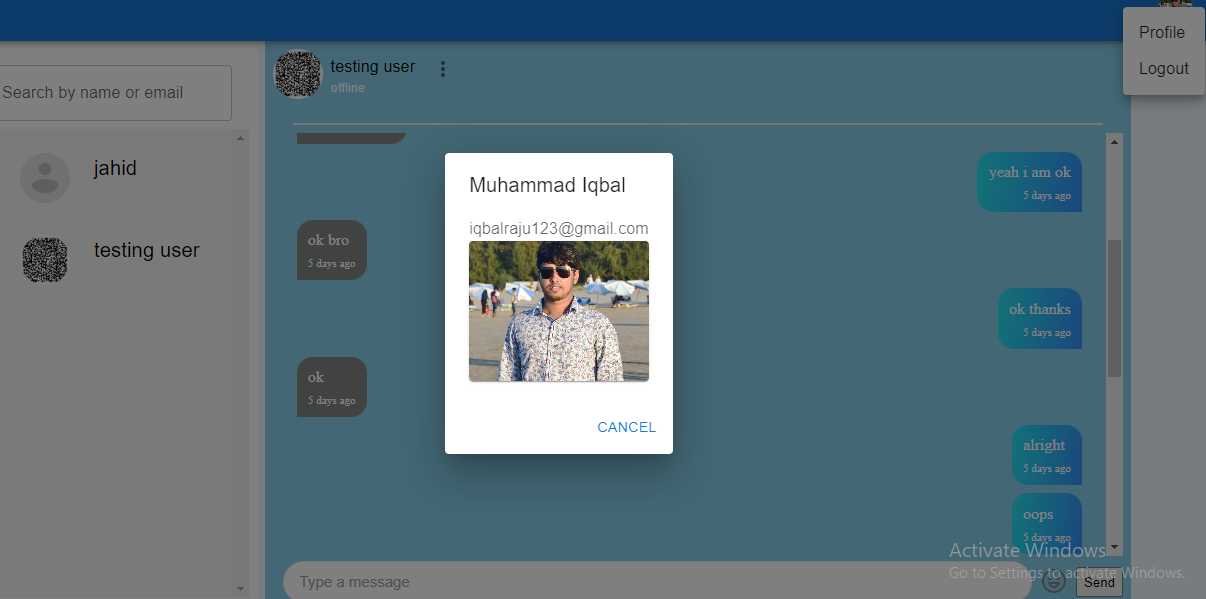 Profile
Logout
Search by name or email
testing user
offline
jahid
testing user
yeah i am ok
5 days ago
ok bro
5 days ago
ok thanks
5 days ago
ok
5 days ago
alright
5 days ago
oops
5 days ago
Muhammad Iqbal
iqbalraju123@gmail.com
CANCEL
Type a message
Send
Activate Windows
Go to Settings to activate Windows.